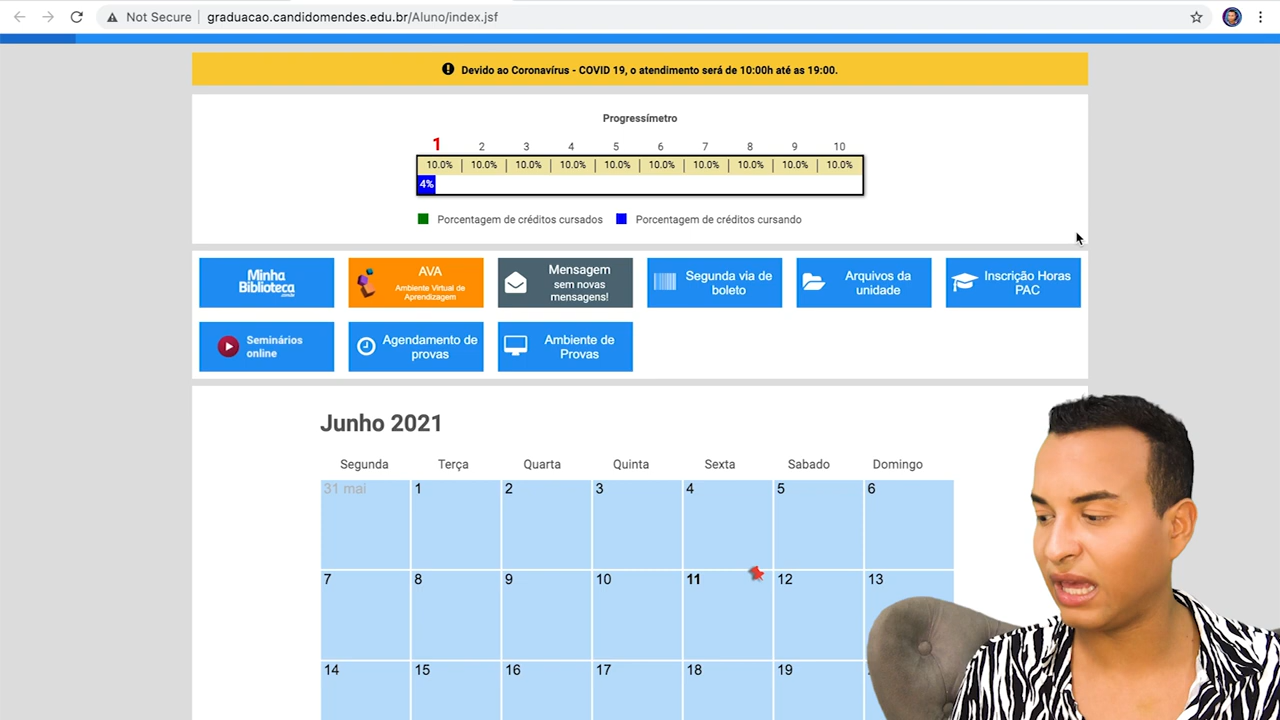 Not Secure | graduacao.candidomendes.edu.br/Aluno/index.jsf
Devido ao Coronavírus - COVID 19, o atendimento será de 10:00h até as 19:00.
Progressímetro
1 2 3 4 5 6 7 8 9 10
10.0% | 10.0% | 10.0% | 10.0% | 10.0% | 10.0% | 10.0% | 10.0% | 10.0% | 10.0%
4%
Porcentagem de créditos cursados Porcentagem de créditos cursando
Minha
Biblioteca
AVA
Ambiente Virtual de
Aprendizagem
Mensagem
sem novas
mensagens!
Segunda via de
boleto
Arquivos da
unidade
Inscrição Horas
PAC
Seminários
online
Agendamento de
provas
Ambiente de
Provas
Junho 2021
Segunda Terça Quarta Quinta Sexta Sabado Domingo
31 mai 1 2 3 4 5 6
7 8 9 10 11 12 13
14 15 16 17 18 19